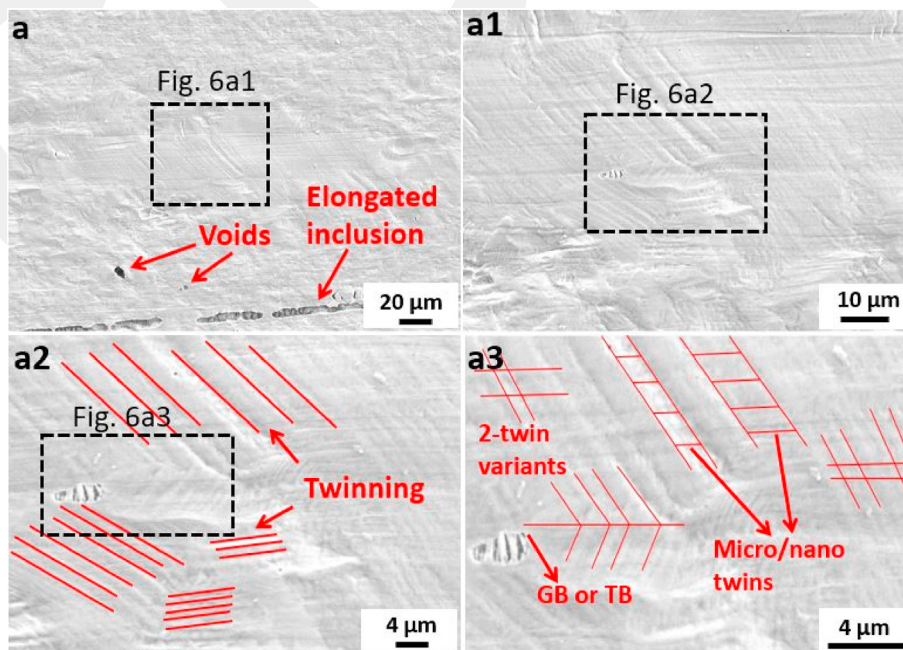 a
Fig. 6a1
Voids
Elongated
inclusion
20 μm
a1
Fig. 6a2
10 μm
a2
Fig. 6a3
Twinning
4 μm
a3
2-twin
variants
GB or TB
Micro/nano
twins
4 μm